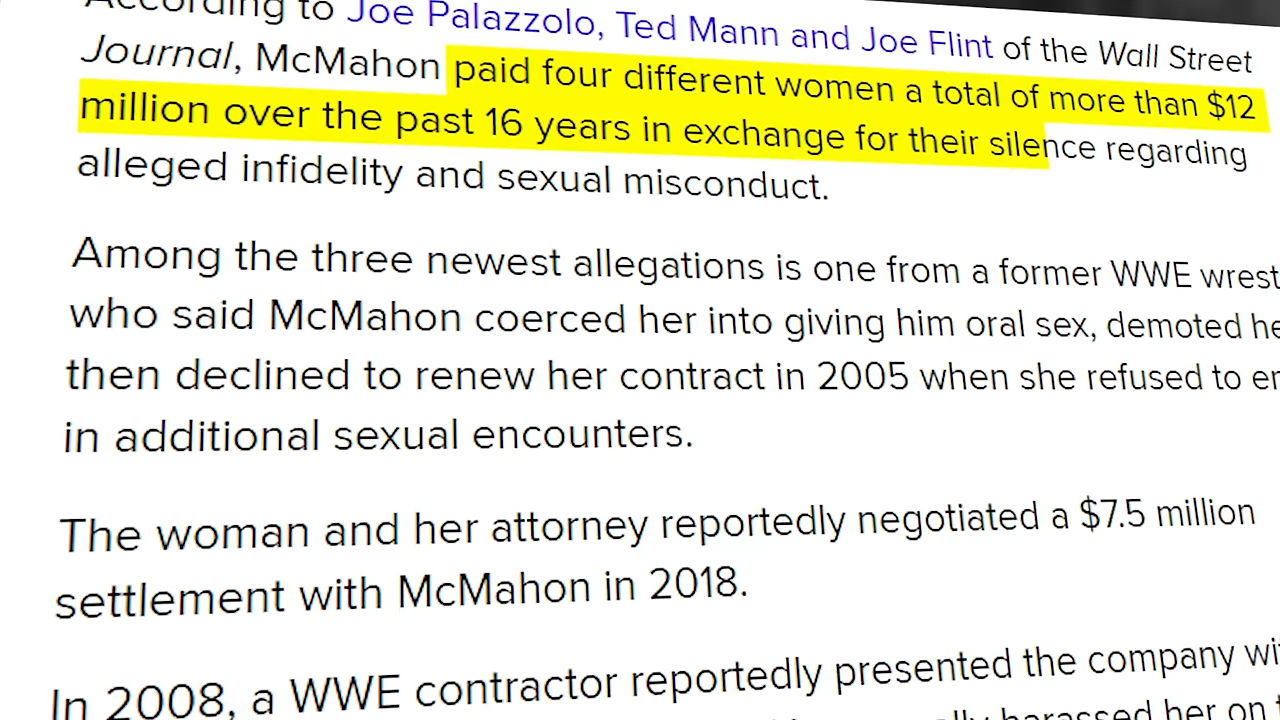 According to Joe Palazzolo, Ted Mann and Joe Flint of the Wall Street
Journal, McMahon paid four different women a total of more than $12
million over the past 16 years in exchange for their silence regarding
alleged infidelity and sexual misconduct.
Among the three newest allegations is one from a former WWE wrest
who said McMahon coerced her into giving him oral sex, demoted he
then declined to renew her contract in 2005 when she refused to en
in additional sexual encounters.
The woman and her attorney reportedly negotiated a $7.5 million
settlement with McMahon in 2018.
In 2008, a WWE contractor reportedly presented the company wi
harassed her on